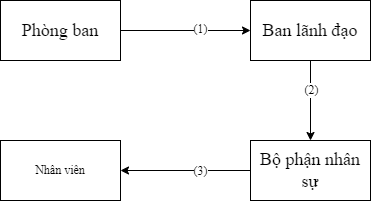 Phòng ban
(1)
Ban lãnh đạo
(2)
Nhân viên
(3)
Bộ phận nhân
sự